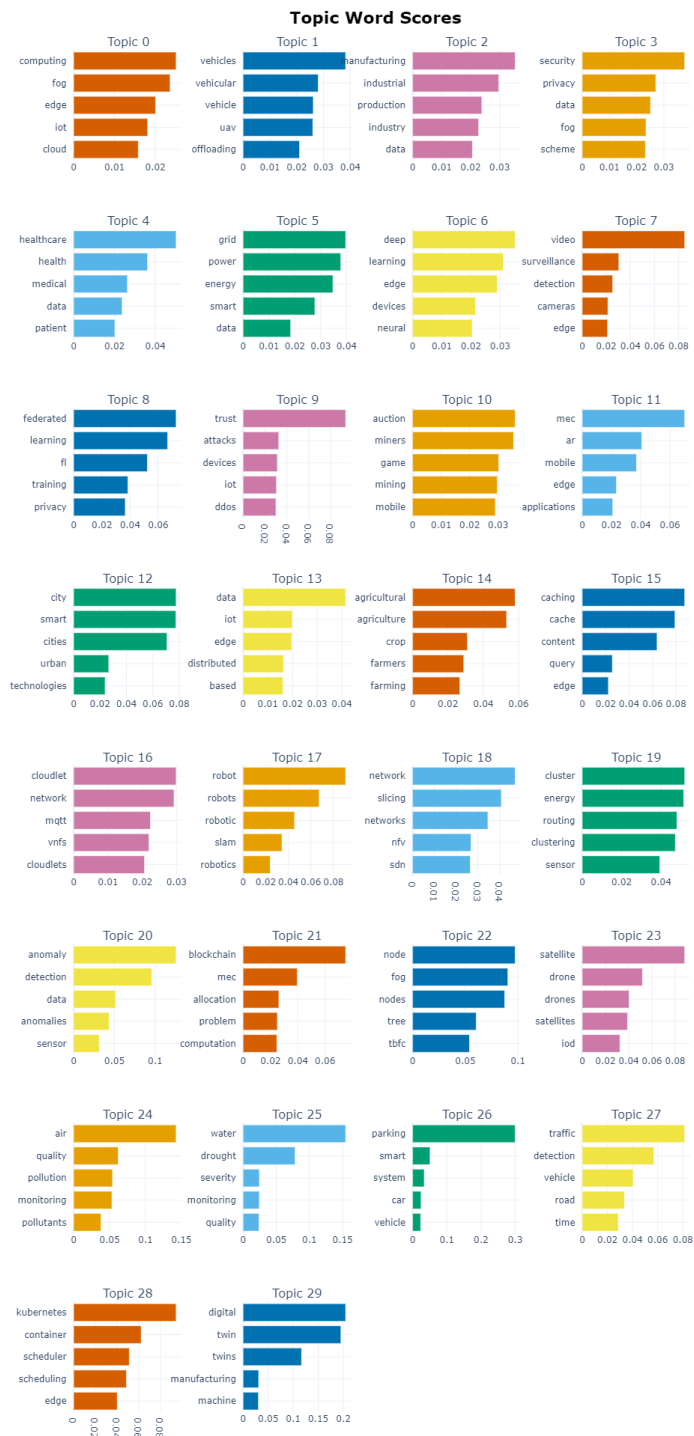 Topic Word Scores
Topic 0 Topic 1 Topic 2 Topic 3
computing vehicles manufacturing security
fog vehicular industrial privacy
edge vehicle production data
iot uav industry fog
cloud offloading data scheme
0 0.01 0.02 0 0.01 0.02 0.03 0.04 0 0.01 0.02 0.03 0 0.01 0.02 0.03
Topic 4 Topic 5 Topic 6 Topic 7
healthcare grid deep video
health power learning surveillance
medical energy edge detection
data smart devices cameras
patient data neural edge
0 0.02 0.04 0 0.01 0.02 0.03 0.04 0 0.01 0.02 0.03 0 0.02 0.04 0.06 0.08
Topic 8 Topic 9 Topic 10 Topic 11
federated trust auction mec
learning attacks miners ar
fl devices game mobile
training iot mining edge
privacy ddos mobile applications
0 0.02 0.04 0.06 0 0.02 0.04 0.06 0.08 0 0.01 0.02 0.03 0 0.02 0.04 0.06
Topic 12 Topic 13 Topic 14 Topic 15
city data agricultural caching
smart iot agriculture cache
cities edge crop content
urban distributed farmers query
technologies based farming edge
0 0.02 0.04 0.06 0.08 0 0.01 0.02 0.03 0.04 0 0.02 0.04 0.06 0 0.02 0.04 0.06 0.08
Topic 16 Topic 17 Topic 18 Topic 19
cloudlet robot network cluster
network robots slicing energy
mqtt robotic networks routing
vnfs slam nfv clustering
cloudlets robotics sdn sensor
0 0.01 0.02 0.03 0 0.02 0.04 0.06 0.08 0 0.01 0.02 0.03 0.04 0 0.02 0.04
Topic 20 Topic 21 Topic 22 Topic 23
anomaly blockchain node satellite
detection mec fog drone
data allocation nodes drones
anomalies problem tree satellites
sensor computation tbfc iod
0 0.05 0.1 0 0.02 0.04 0.06 0 0.05 0.1 0 0.02 0.04 0.06 0.08
Topic 24 Topic 25 Topic 26 Topic 27
air water parking traffic
quality drought smart detection
pollution severity system vehicle
monitoring monitoring car road
pollutants quality vehicle time
0 0.05 0.1 0.15 0 0.05 0.1 0.15 0 0.1 0.2 0.3 0 0.02 0.04 0.06 0.08
Topic 28 Topic 29
kubernetes digital
container twin
scheduler twins
scheduling manufacturing
edge machine
0 0.02 0.04 0.06 0.08 0 0.05 0.1 0.15 0.2